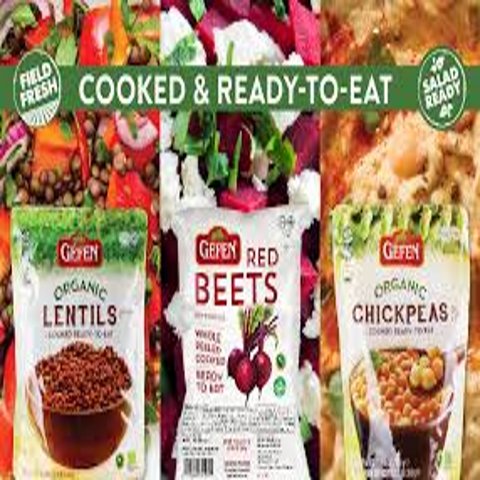 FIELD FRESH
COOKED & READY-TO-EAT
SALAD READY
GEFEN
ORGANIC
LENTILS
COOKED READY-TO-EAT
GEFEN
RED
BEETS
WHOLE
PEELED
COOKED
READY
TO EAT
GEFEN
ORGANIC
CHICKPEAS
COOKED READY-TO-EAT